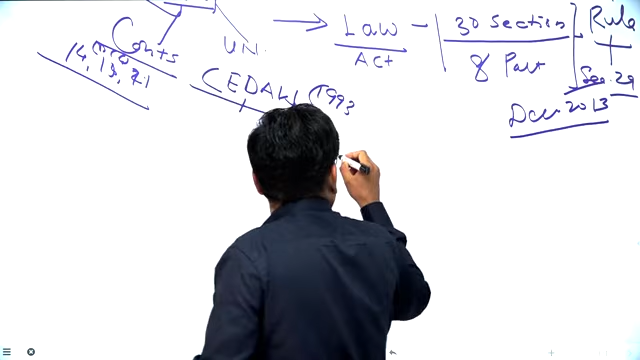 → Law - 30 Section Rule
Act 8 Part Sec. 29
Conts UN.
14, 15, 21
CEDAW (1993
Dec 2013